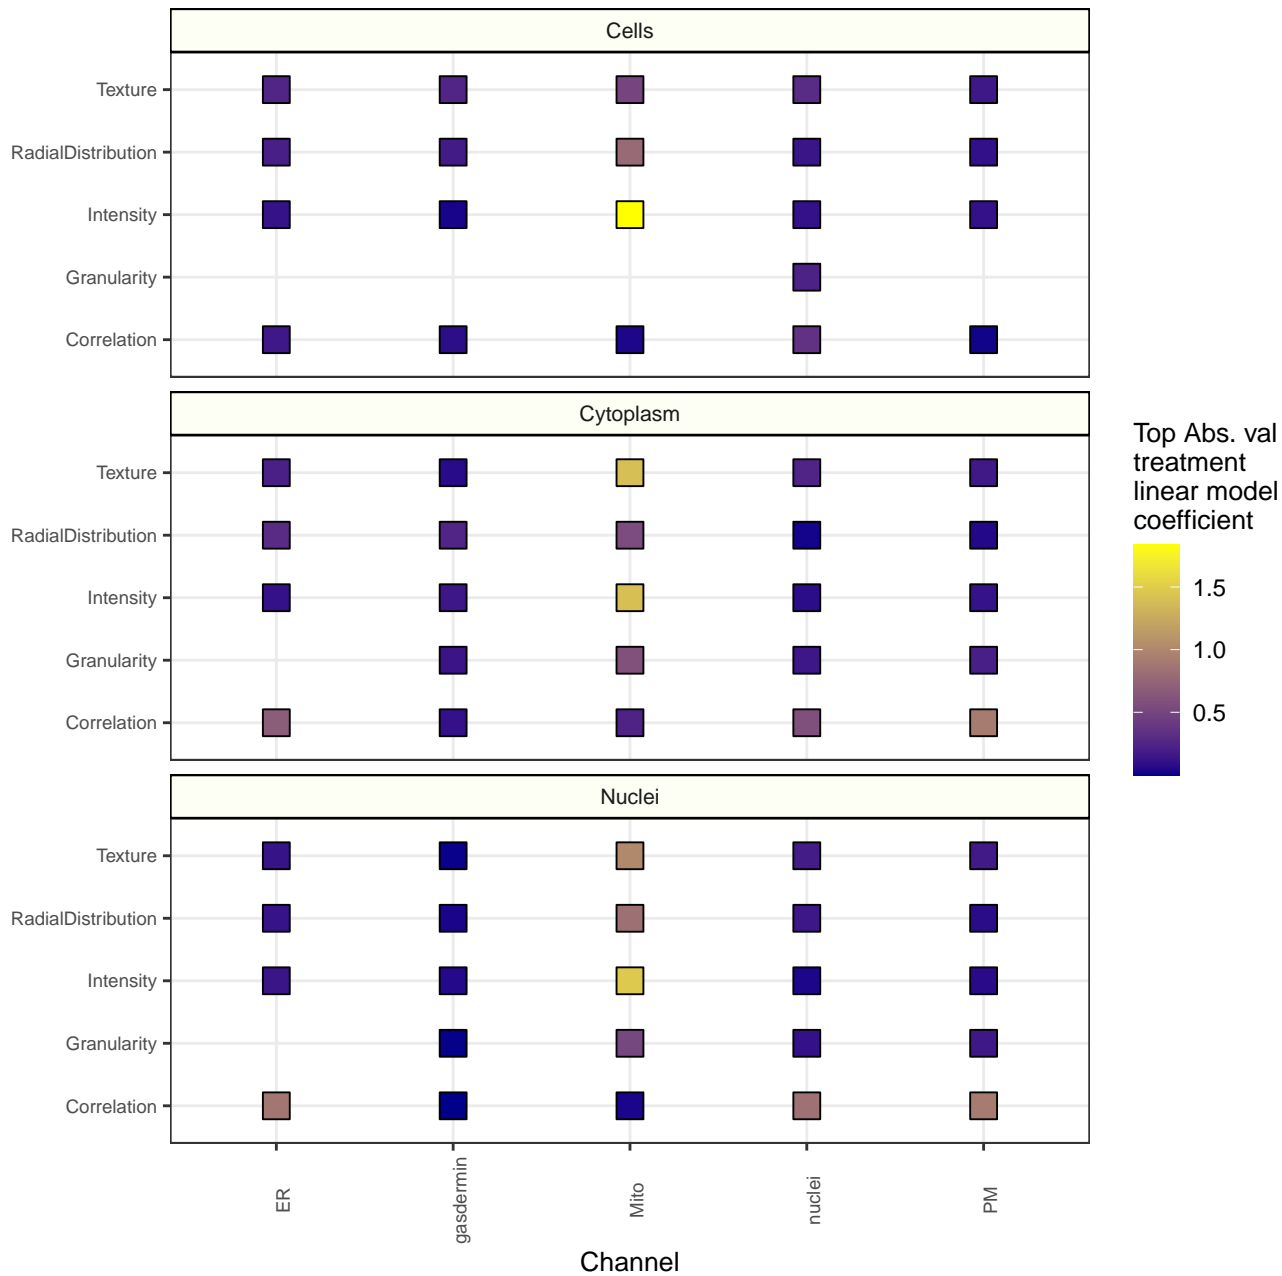 Cells
Texture
RadialDistribution
Intensity
Granularity
Correlation
Cytoplasm
Texture
RadialDistribution
Intensity
Granularity
Correlation
Nuclei
Texture
RadialDistribution
Intensity
Granularity
Correlation
ER
gasdermin
Mito
nuclei
PM
Channel
Top Abs. val
treatment
linear model
coefficient
1.5
1.0
0.5